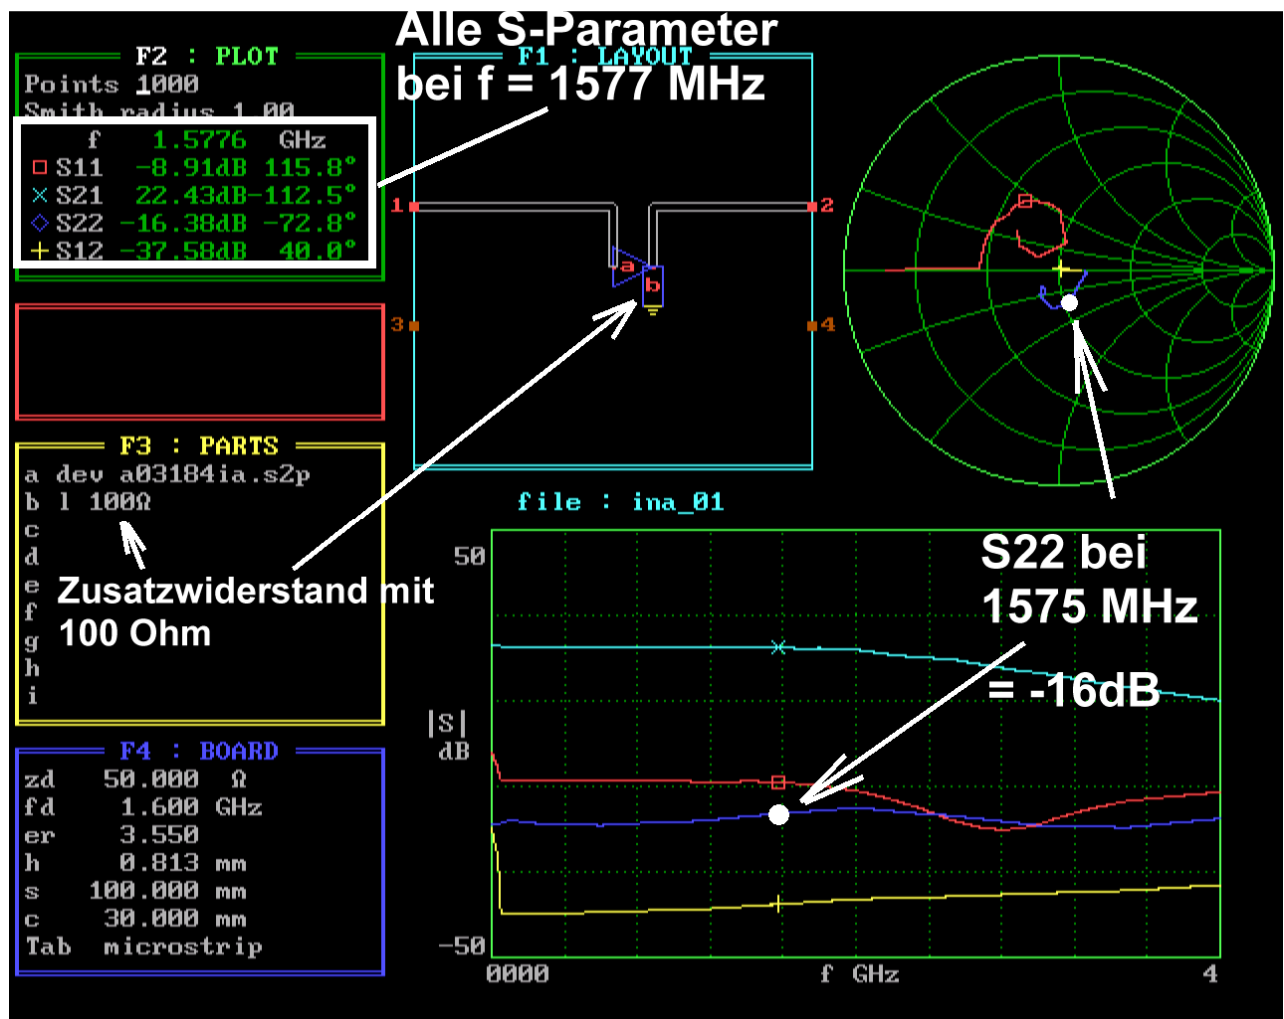 Alle S-Parameter
bei f = 1577 MHz
F2 : PLOT
Points 1000
Smith radius 1.00
f 1.5776 GHz
S11 -8.91dB 115.8°
S21 22.43dB-112.5°
S22 -16.38dB -72.8°
S12 -37.58dB 40.0°
F1 : LAYOUT
1
2
a
b
3
4
F3 : PARTS
a dev a03184ia.s2p
b l 100Ω
c
d
e
f
g
h
i
Zusatzwiderstand mit
100 Ohm
F4 : BOARD
zd 50.000 Ω
fd 1.600 GHz
er 3.550
h 0.813 mm
s 100.000 mm
c 30.000 mm
Tab microstrip
file : ina_01
50
|S|
dB
-50
0000
f GHz
4
S22 bei
1575 MHz
= -16dB